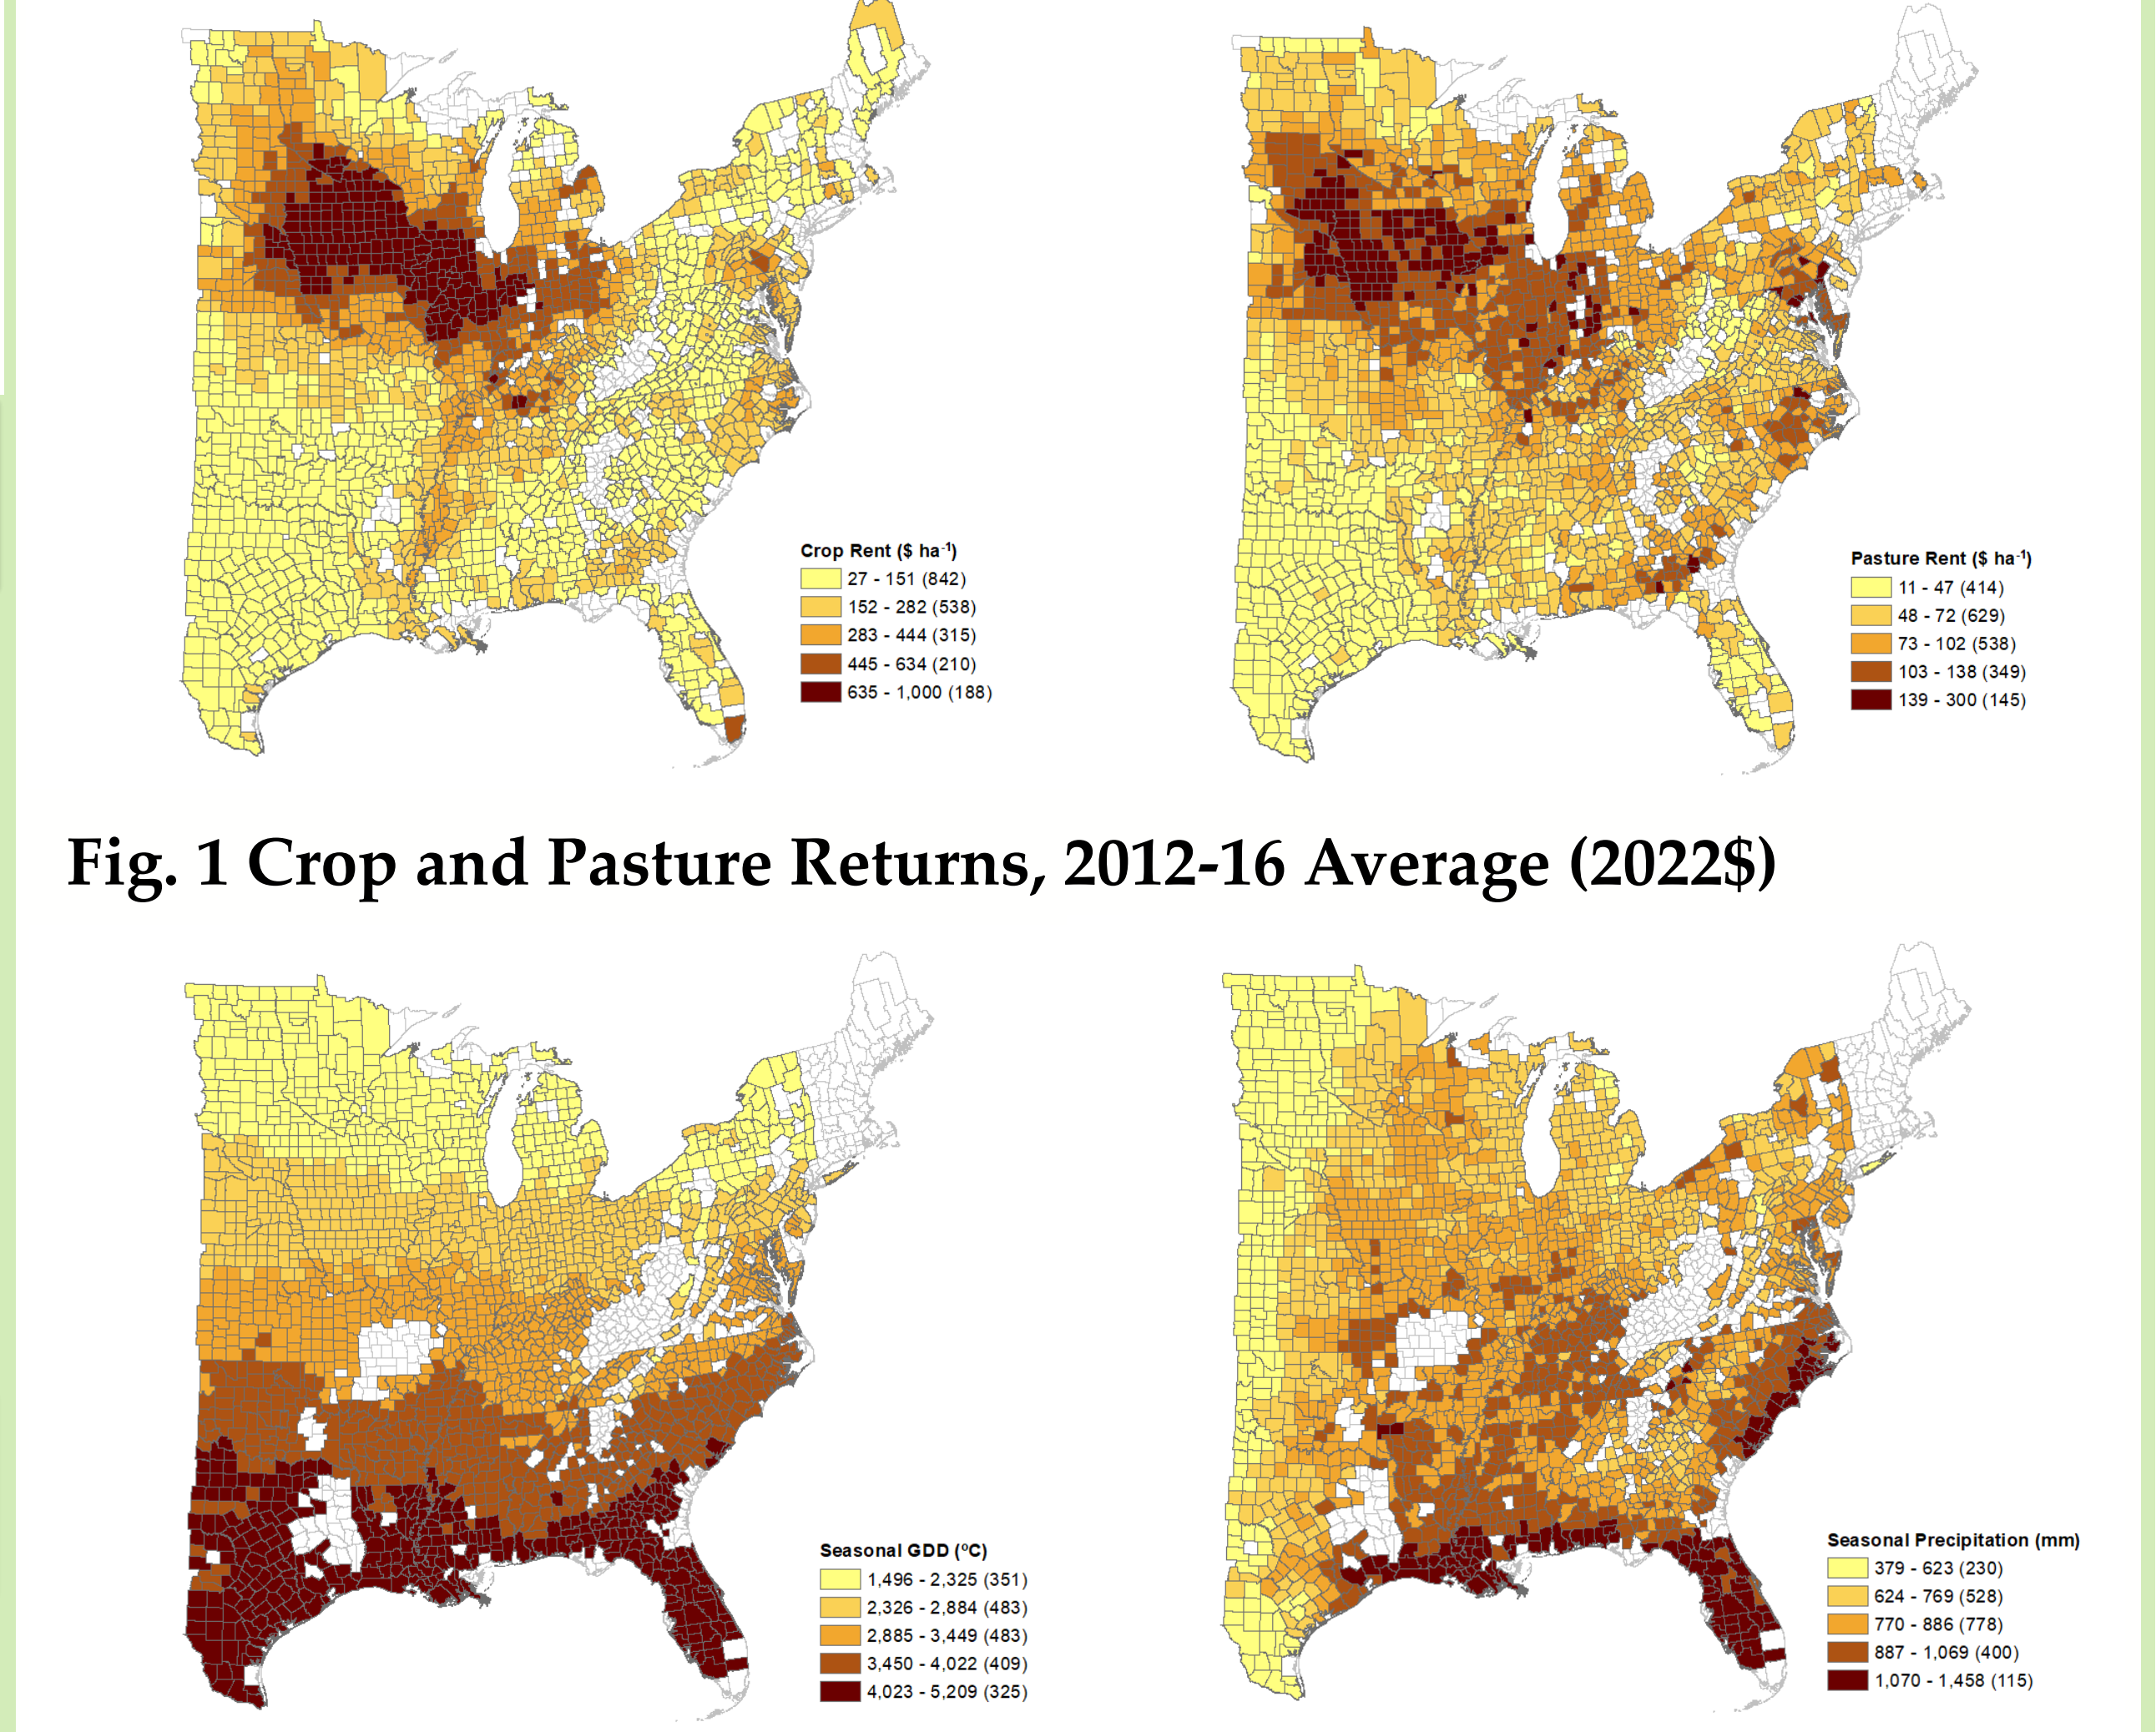 Crop Rent ($ ha-1)
27 - 151 (842)
152 - 282 (538)
283 - 444 (315)
445 - 634 (210)
635 - 1,000 (188)
Pasture Rent ($ ha-1)
11 - 47 (414)
48 - 72 (629)
73 - 102 (538)
103 - 138 (349)
139 - 300 (145)
Fig. 1 Crop and Pasture Returns, 2012-16 Average (2022$)
Seasonal GDD (ºC)
1,496 - 2,325 (351)
2,326 - 2,884 (483)
2,885 - 3,449 (483)
3,450 - 4,022 (409)
4,023 - 5,209 (325)
Seasonal Precipitation (mm)
379 - 623 (230)
624 - 769 (528)
770 - 886 (778)
887 - 1,069 (400)
1,070 - 1,458 (115)